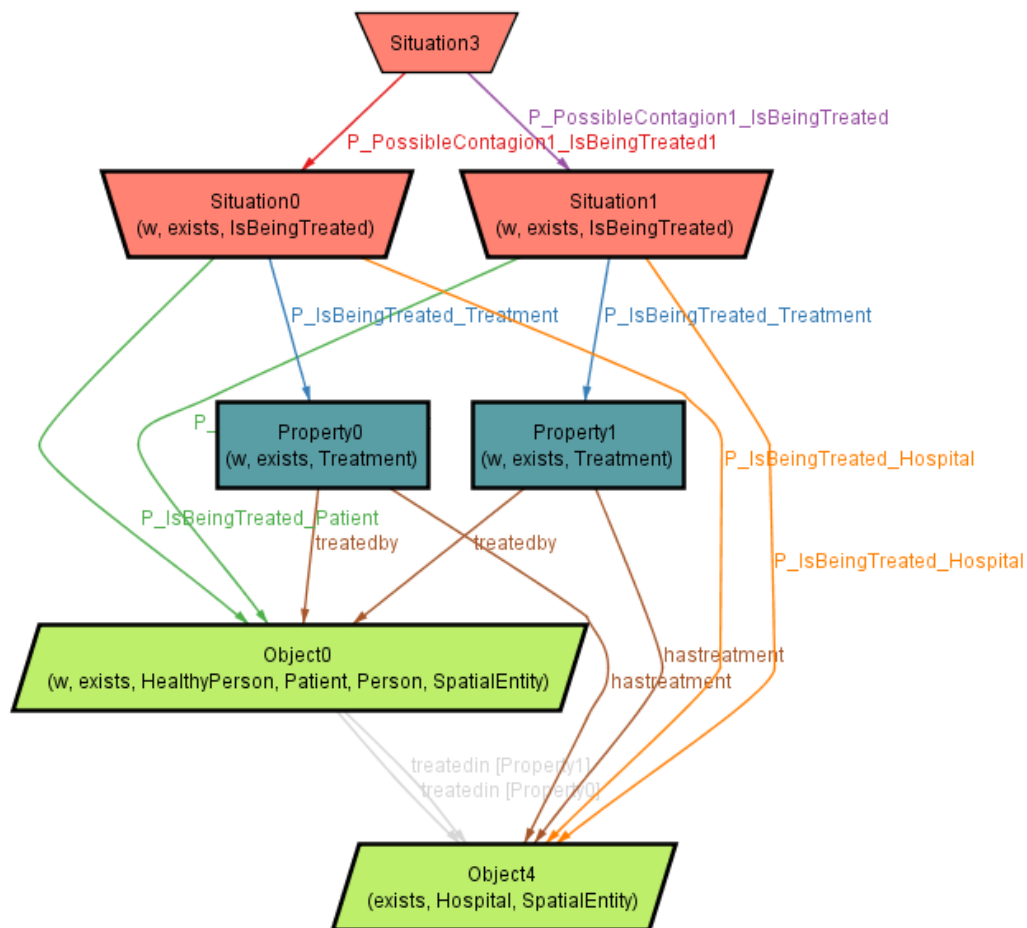 Situation3
P_PossibleContagion1_IsBeingTreated
P_PossibleContagion1_IsBeingTreated1
Situation0
(w, exists, IsBeingTreated)
Situation1
(w, exists, IsBeingTreated)
P_IsBeingTreated_Treatment
P_IsBeingTreated_Treatment
P_
Property0
(w, exists, Treatment)
Property1
(w, exists, Treatment)
P_IsBeingTreated_Hospital
P_IsBeingTreated_Patient
treatedby
treatedby
P_IsBeingTreated_Hospital
Object0
(w, exists, HealthyPerson, Patient, Person, SpatialEntity)
hastreatment
hastreatment
treatedin [Property1]
treatedin [Property0]
Object4
(exists, Hospital, SpatialEntity)